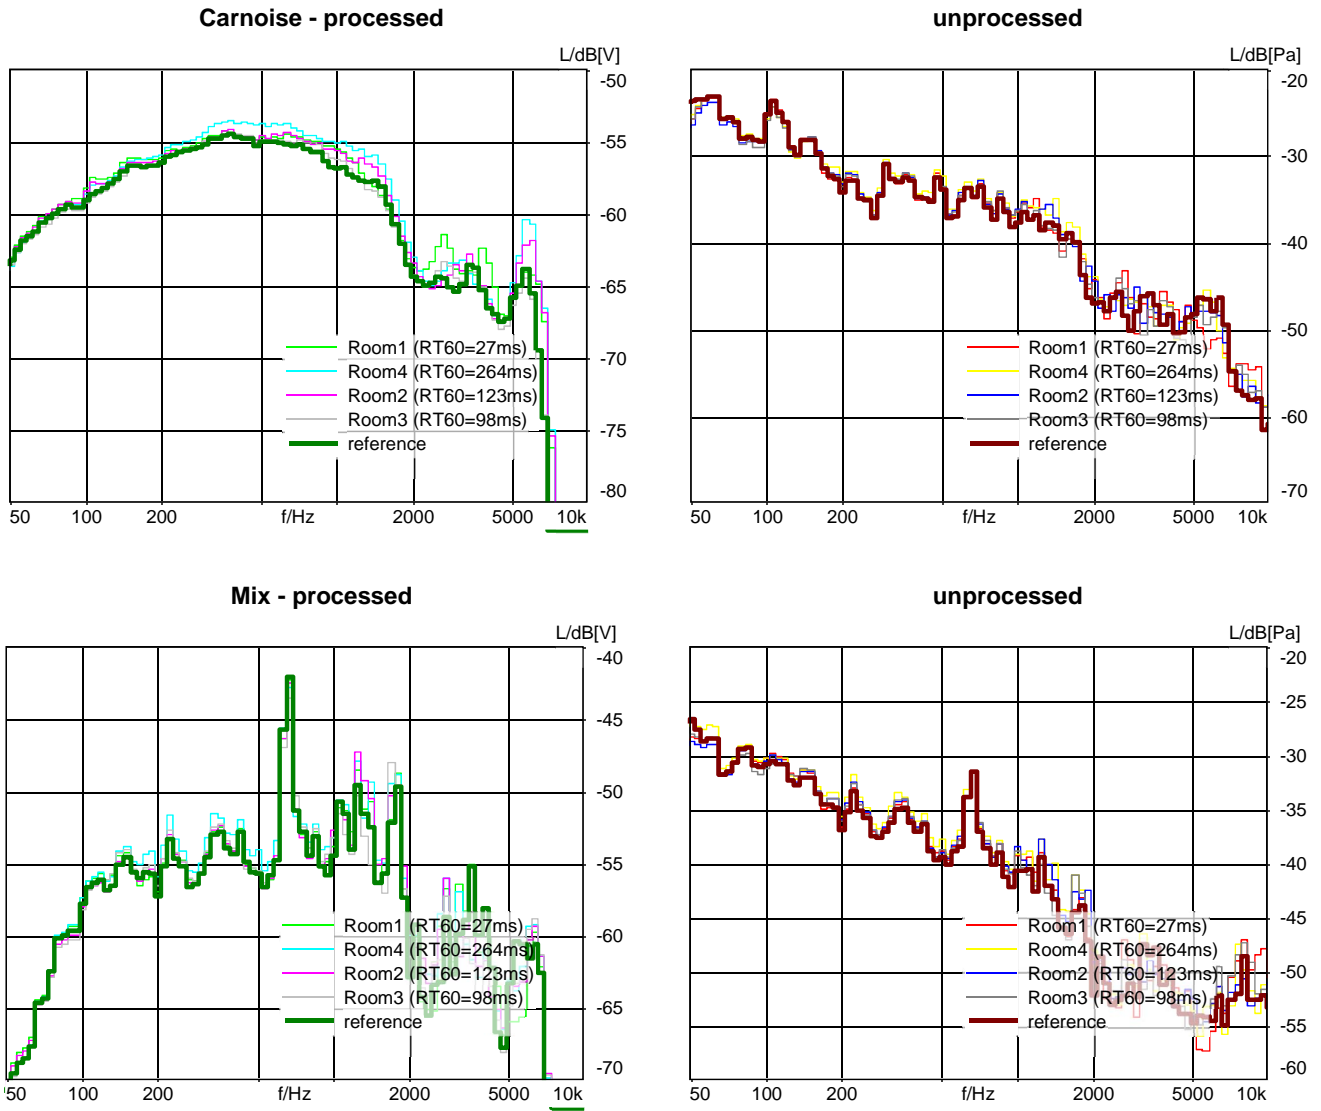 Carnoise - processed
L/dB[V]
-50
-55
-60
-65
-70
-75
-80
Room1 (RT60=27ms)
Room4 (RT60=264ms)
Room2 (RT60=123ms)
Room3 (RT60=98ms)
reference
50 100 200 f/Hz 2000 5000 10k
unprocessed
L/dB[Pa]
-20
-30
-40
-50
-60
-70
Room1 (RT60=27ms)
Room4 (RT60=264ms)
Room2 (RT60=123ms)
Room3 (RT60=98ms)
reference
50 100 200 f/Hz 2000 5000 10k
Mix - processed
L/dB[V]
-40
-45
-50
-55
-60
-65
-70
Room1 (RT60=27ms)
Room4 (RT60=264ms)
Room2 (RT60=123ms)
Room3 (RT60=98ms)
reference
50 100 200 f/Hz 2000 5000 10k
unprocessed
L/dB[Pa]
-20
-25
-30
-35
-40
-45
-50
-55
-60
Room1 (RT60=27ms)
Room4 (RT60=264ms)
Room2 (RT60=123ms)
Room3 (RT60=98ms)
reference
50 100 200 f/Hz 2000 5000 10k